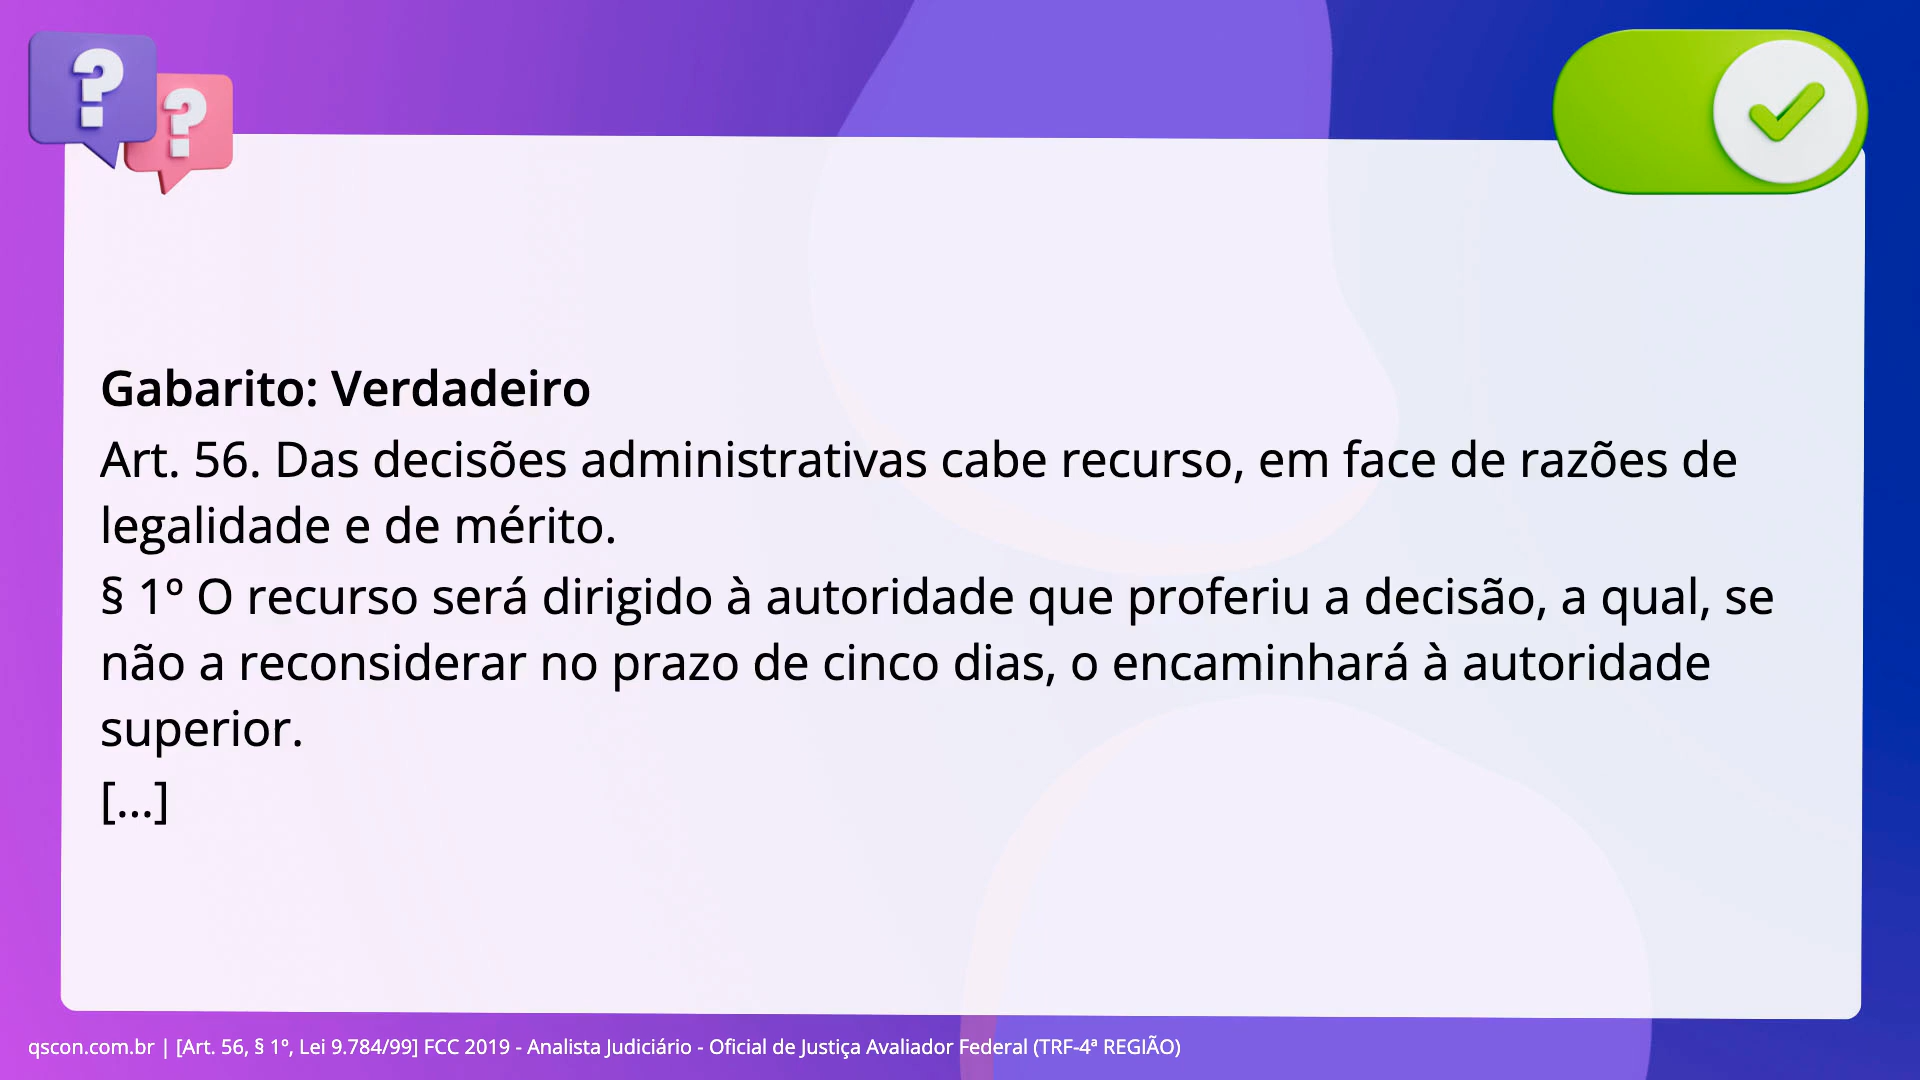 ? ?
Gabarito: Verdadeiro
Art. 56. Das decisões administrativas cabe recurso, em face de razões de
legalidade e de mérito.
§ 1º O recurso será dirigido à autoridade que proferiu a decisão, a qual, se
não a reconsiderar no prazo de cinco dias, o encaminhará à autoridade
superior.
[...]
qscon.com.br | [Art. 56, § 1º, Lei 9.784/99] FCC 2019 - Analista Judiciário - Oficial de Justiça Avaliador Federal (TRF-4ª REGIÃO)